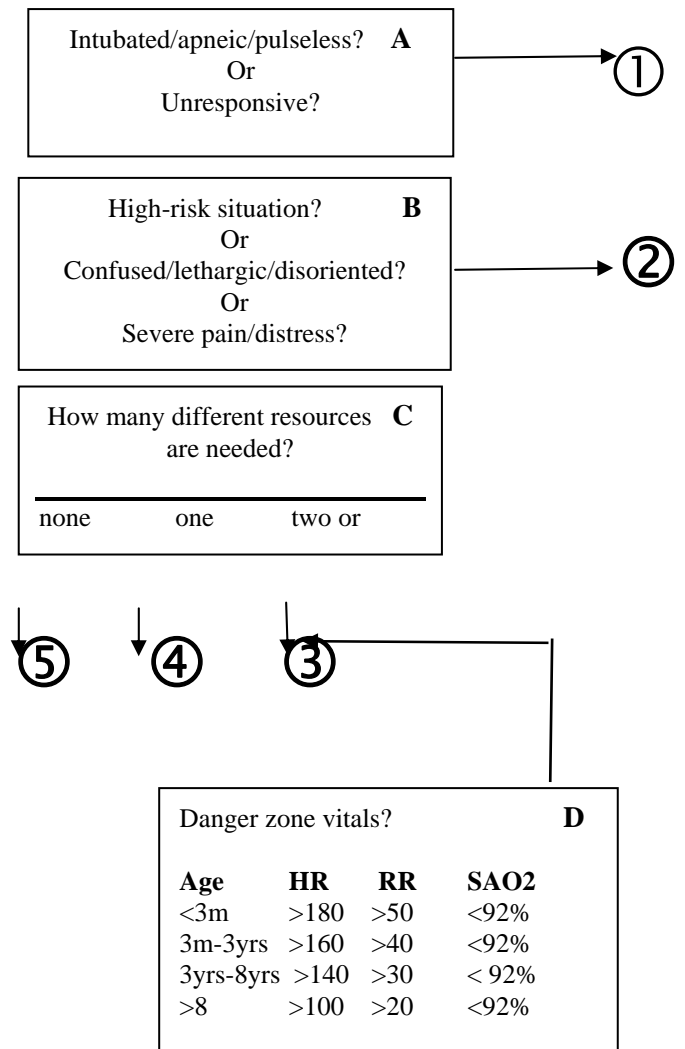 Intubated/apneic/pulseless? A
Or
Unresponsive?
①
High-risk situation? B
Or
Confused/lethargic/disoriented?
Or
Severe pain/distress?
②
How many different resources C
are needed?
none one two or
⑤ ④ ③
Danger zone vitals? D
Age HR RR SAO2
<3m >180 >50 <92%
3m-3yrs >160 >40 <92%
3yrs-8yrs >140 >30 < 92%
>8 >100 >20 <92%